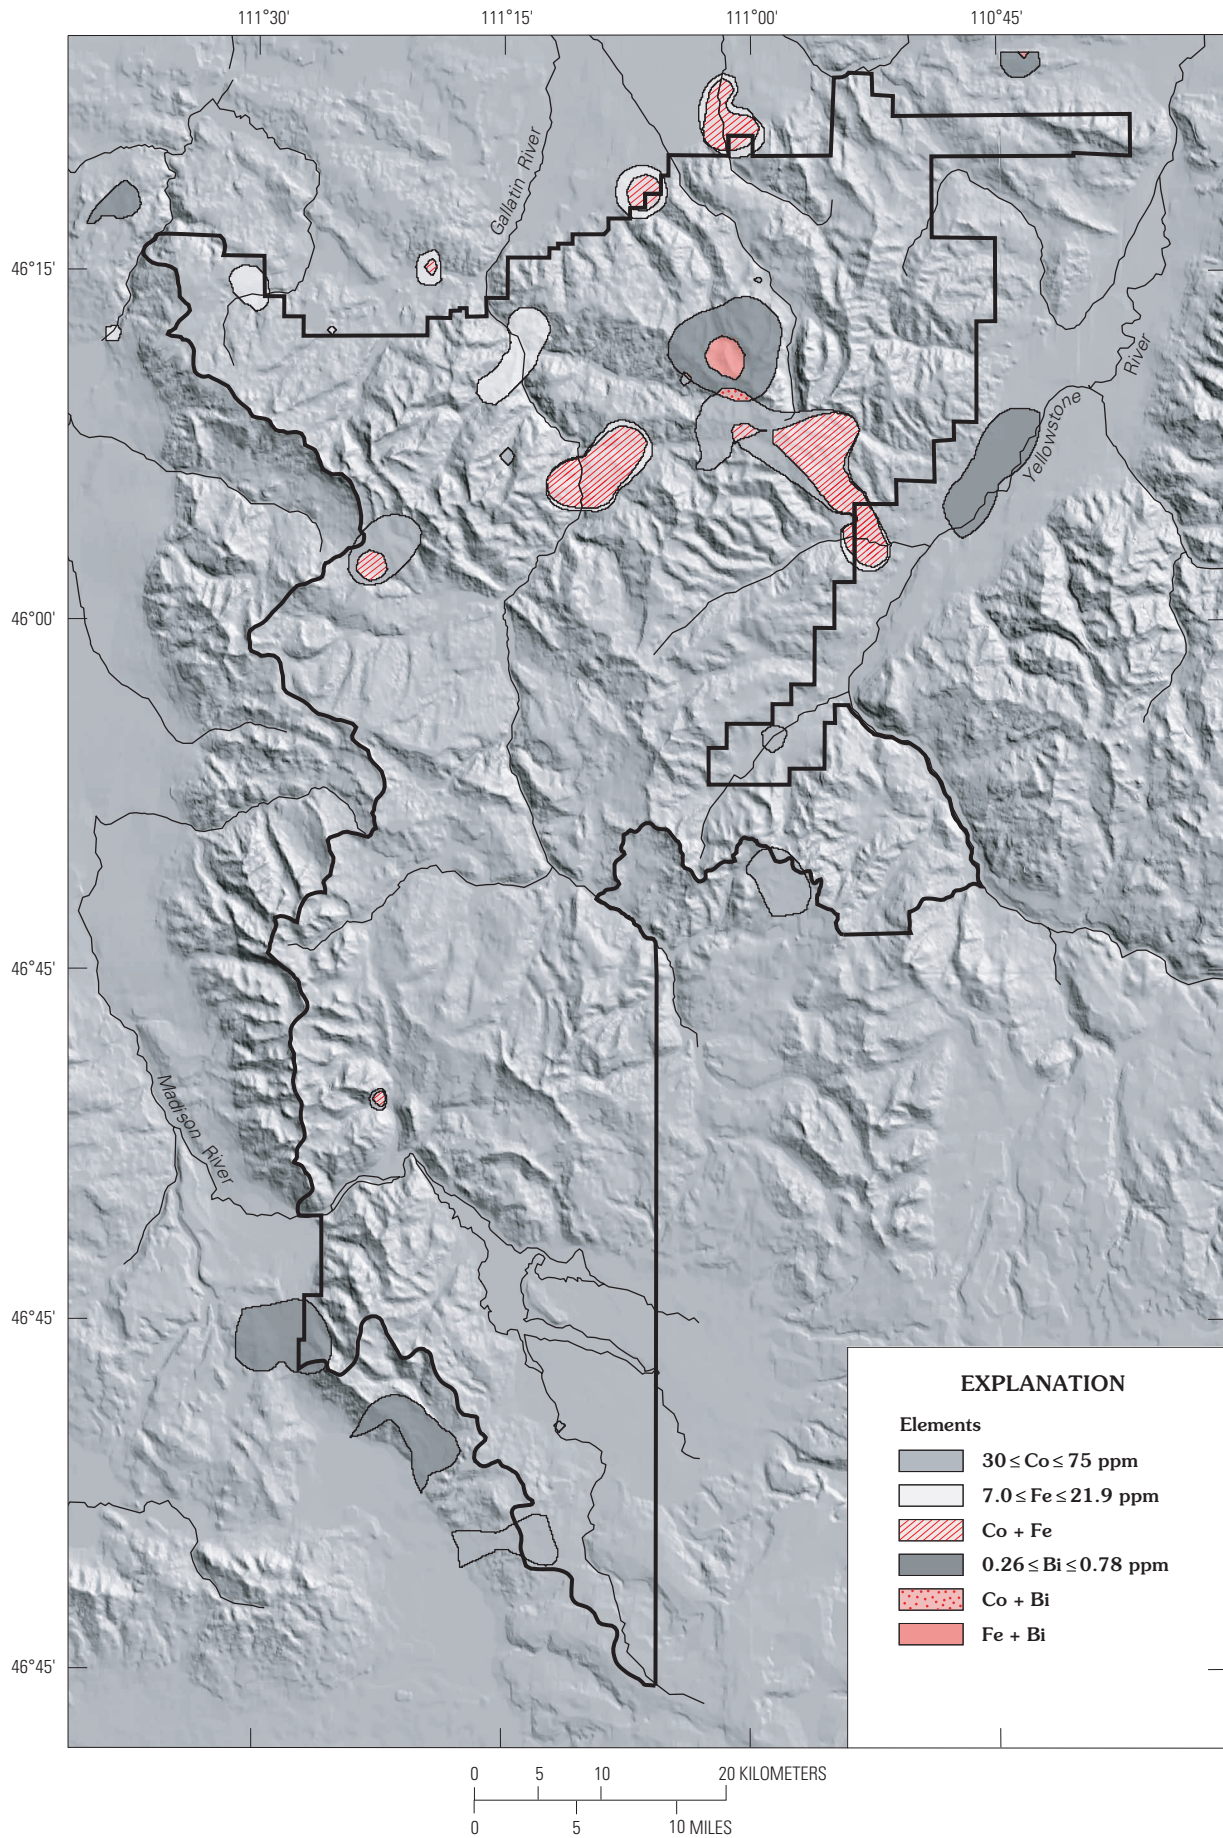 111°30' 111°15' 111°00' 110°45'
Gallatin River
46°15'
River
Yellowstone
46°00'
46°45'
Madison River
46°45'
EXPLANATION
Elements
30 ≤ Co ≤ 75 ppm
7.0 ≤ Fe ≤ 21.9 ppm
Co + Fe
0.26 ≤ Bi ≤ 0.78 ppm
Co + Bi
Fe + Bi
46°45'
0 5 10 20 KILOMETERS
0 5 10 MILES